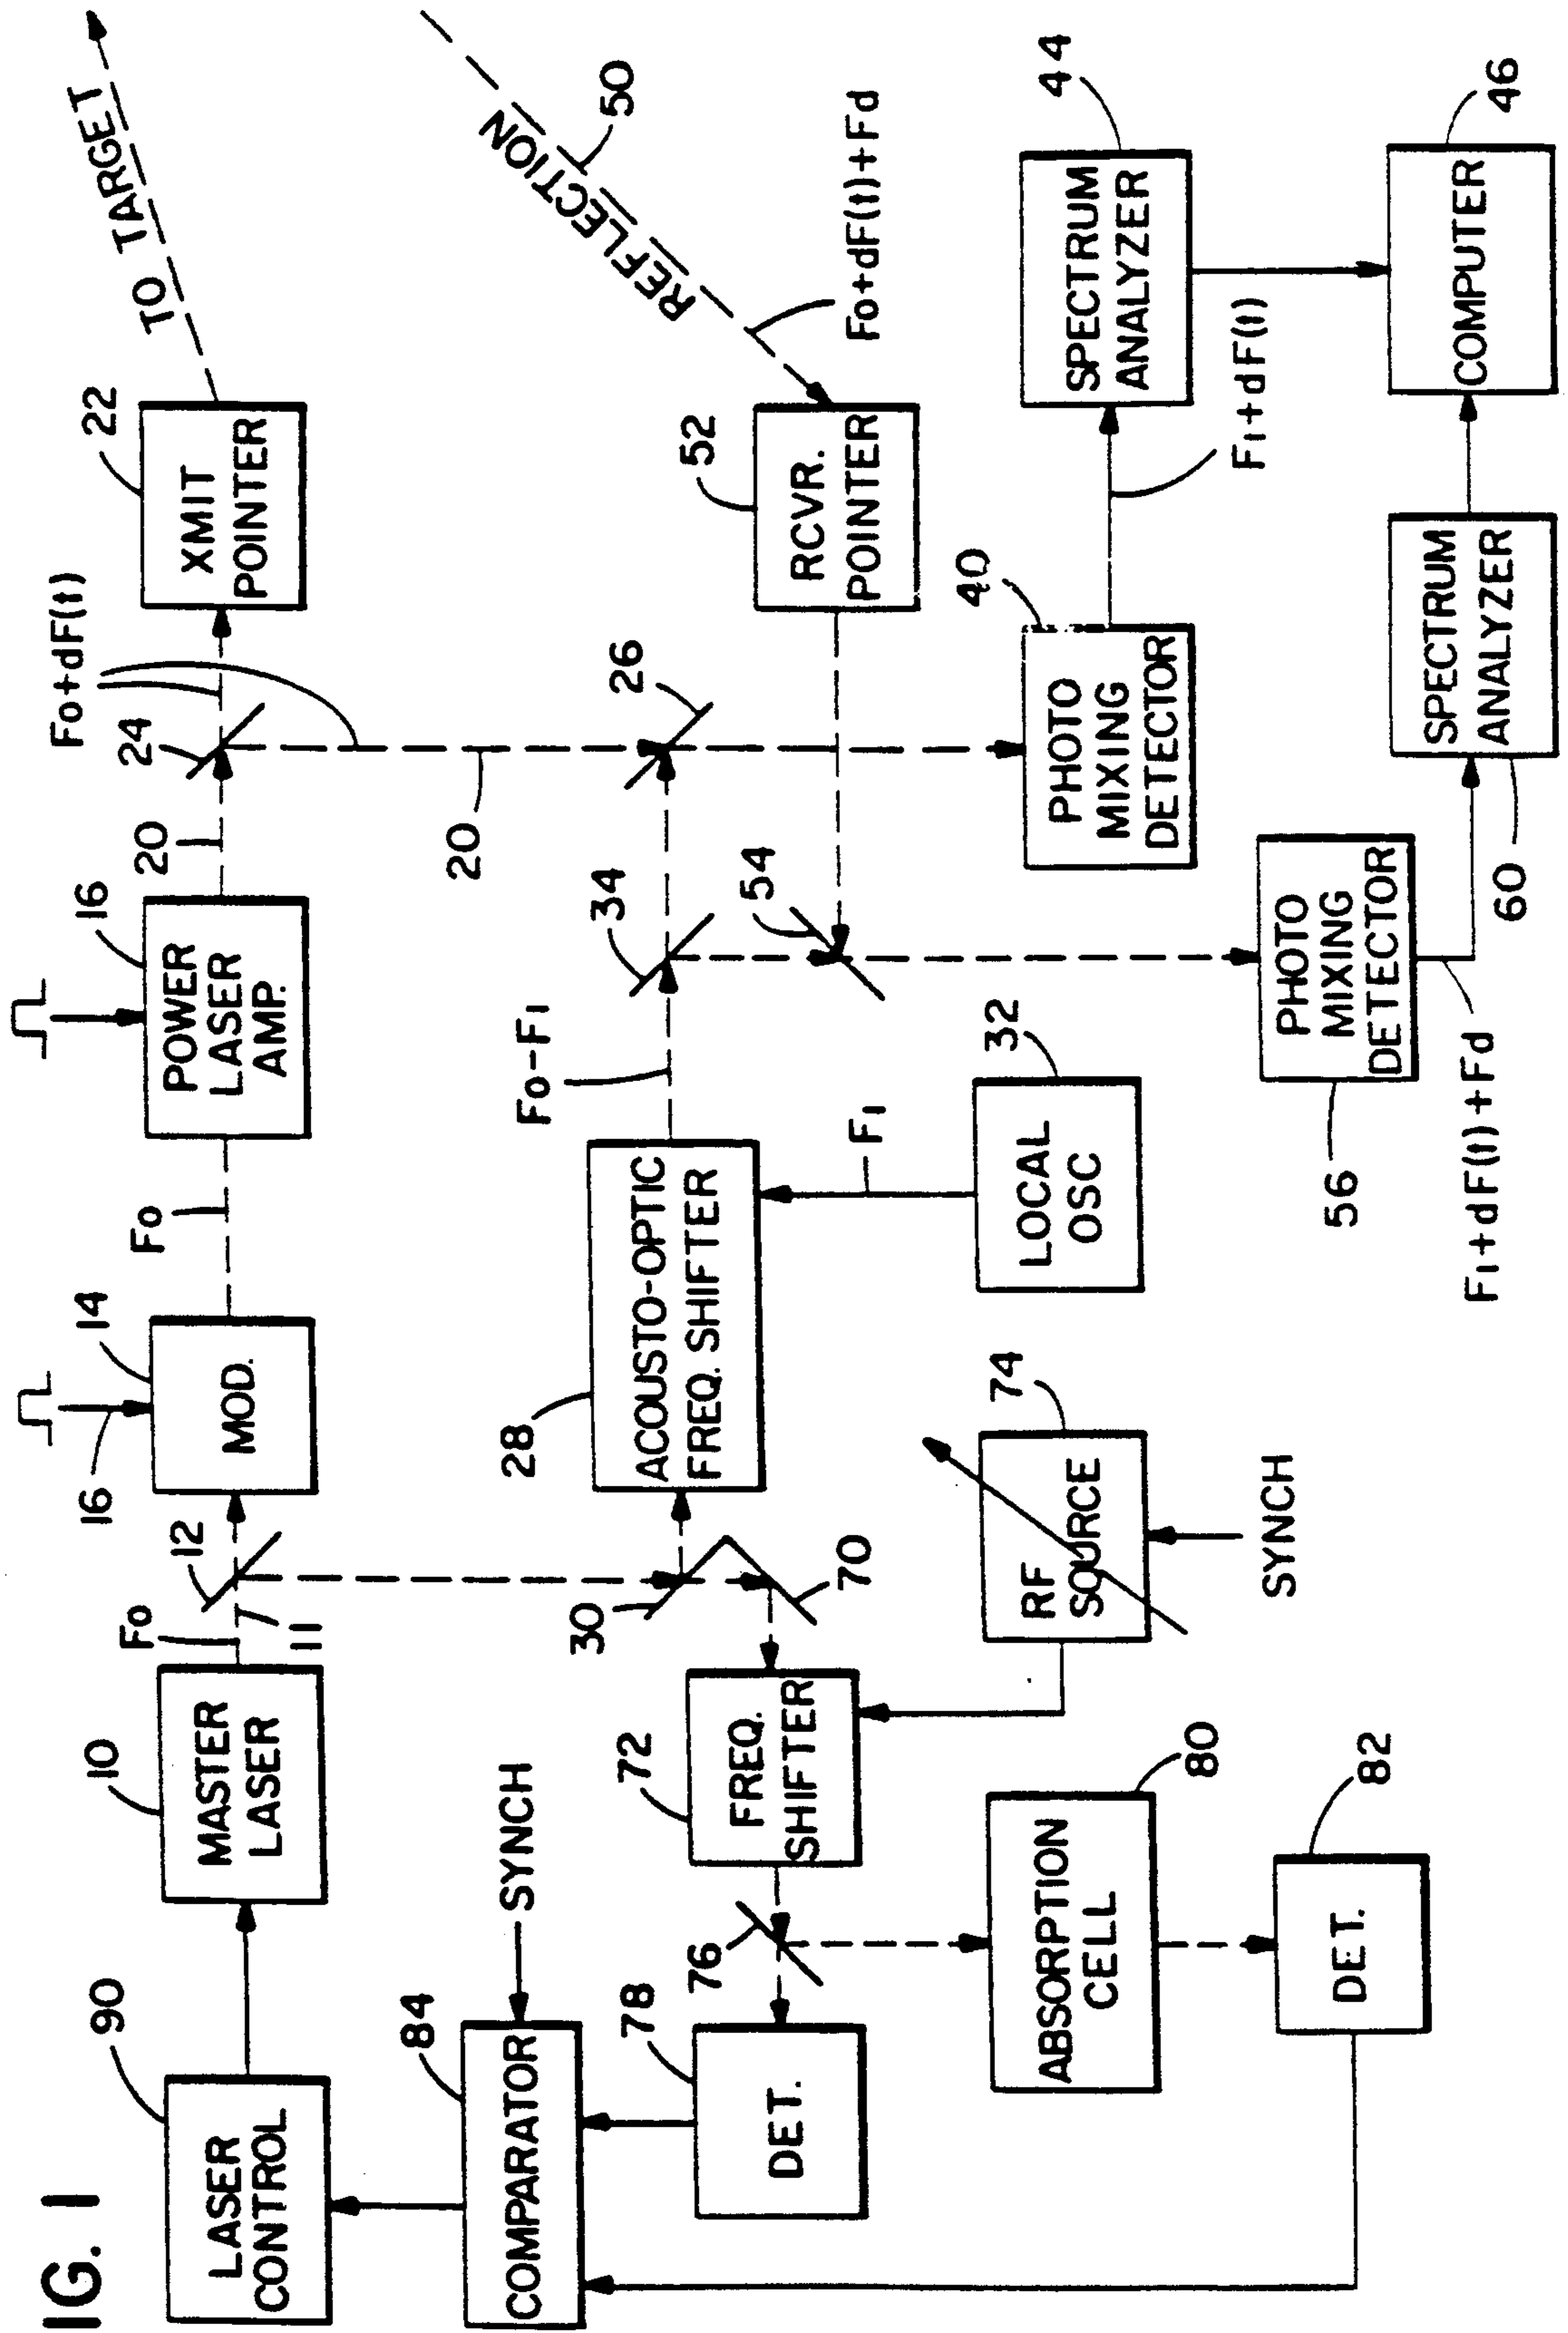 IG. 1
90
LASER
CONTROL
10
MASTER
LASER
Fo
11
12
16
14
MOD.
Fo
16
POWER
LASER
AMP.
20
24
Fo+dF(t)
22
XMIT
POINTER
TO TARGET
84
COMPARATOR
SYNCH
30
70
28
ACOUSTO-OPTIC
FREQ. SHIFTER
Fo-F1
34
20
26
REFLECTION
50
78
DET.
76
72
FREQ.
SHIFTER
54
52
RCVR.
POINTER
Fo+dF(t)+Fd
80
ABSORPTION
CELL
74
RF
SOURCE
SYNCH
32
LOCAL
OSC
F1
40
PHOTO
MIXING
DETECTOR
44
SPECTRUM
ANALYZER
F1+dF(t)
82
DET.
56
PHOTO
MIXING
DETECTOR
F1+dF(t)+Fd
60
SPECTRUM
ANALYZER
46
COMPUTER